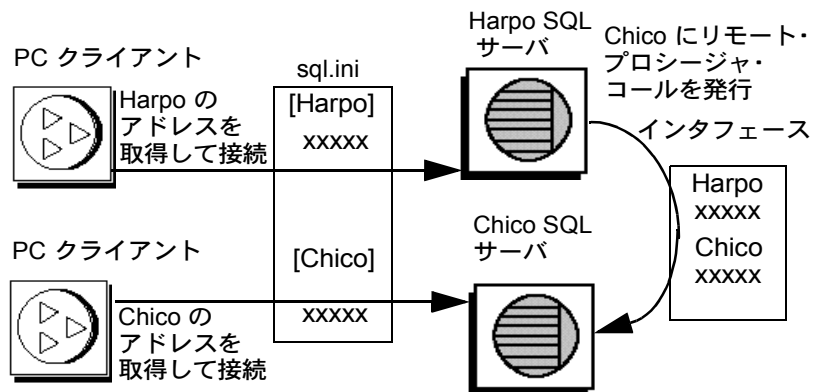 PC クライアント
Harpo の
アドレスを
取得して接続
sql.ini
[Harpo]
xxxxx
Harpo SQL
サーバ
Chico にリモート・
プロシージャ・
コールを発行
インタフェース
Harpo
xxxxx
Chico
xxxxx
PC クライアント
Chico の
アドレスを
取得して接続
[Chico]
xxxxx
Chico SQL
サーバ